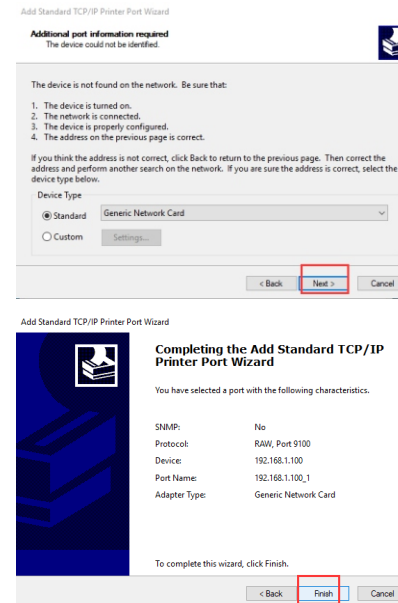 Add Standard TCP/IP Printer Port Wizard
Additional port information required
The device could not be identified.
The device is not found on the network. Be sure that:
1. The device is turned on.
2. The network is connected.
3. The device is properly configured.
4. The address on the previous page is correct.
If you think the address is not correct, click Back to return to the previous page. Then correct the
address and perform another search on the network. If you are sure the address is correct, select the
device type below.
Device Type
Standard Generic Network Card
Custom Settings...
< Back Next > Cancel
Add Standard TCP/IP Printer Port Wizard
Completing the Add Standard TCP/IP
Printer Port Wizard
You have selected a port with the following characteristics.
SNMP: No
Protocol: RAW, Port 9100
Device: 192.168.1.100
Port Name: 192.168.1.100_1
Adapter Type: Generic Network Card
To complete this wizard, click Finish.
< Back Finish Cancel